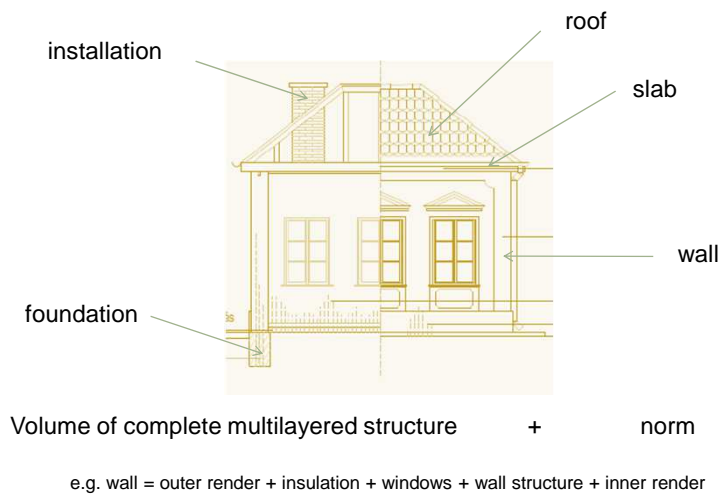 roof
installation
slab
wall
foundation
Volume of complete multilayered structure + norm
e.g. wall = outer render + insulation + windows + wall structure + inner render